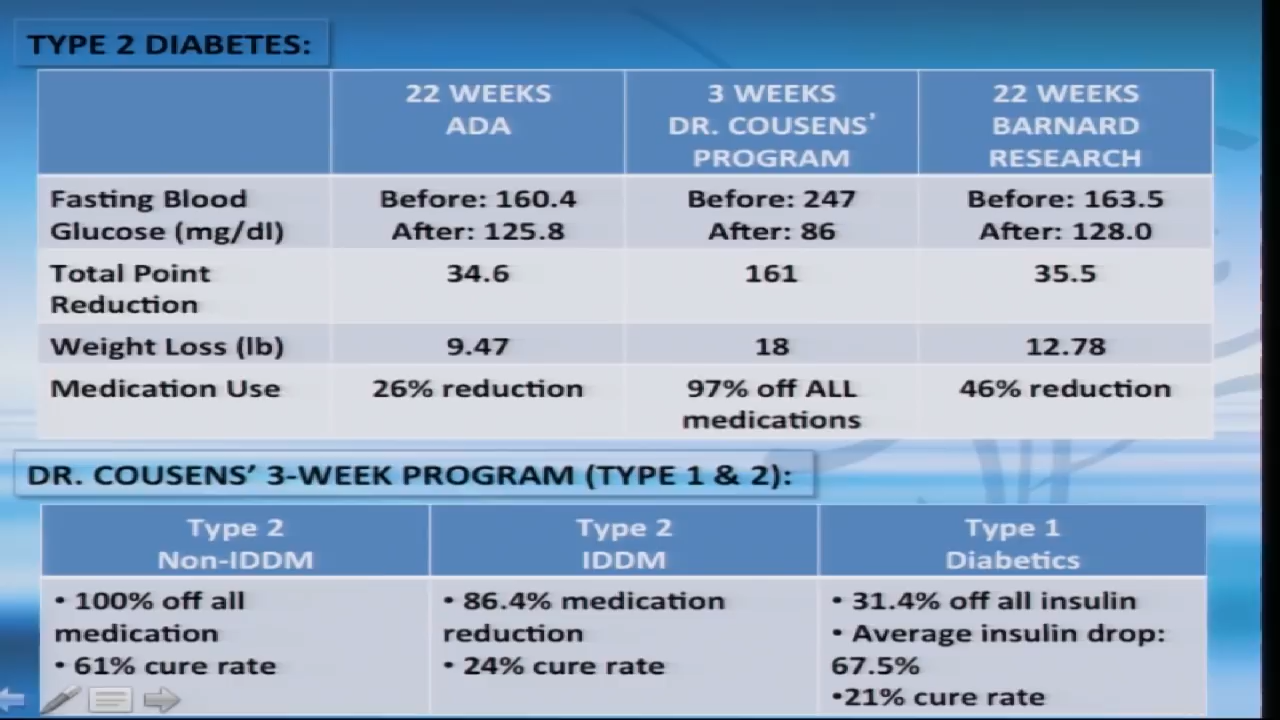 TYPE 2 DIABETES:
22 WEEKS
ADA
3 WEEKS
DR. COUSENS'
PROGRAM
22 WEEKS
BARNARD
RESEARCH
Fasting Blood
Glucose (mg/dl)
Before: 160.4
After: 125.8
Before: 247
After: 86
Before: 163.5
After: 128.0
Total Point
Reduction
34.6
161
35.5
Weight Loss (lb)
9.47
18
12.78
Medication Use
26% reduction
97% off ALL
medications
46% reduction
DR. COUSENS' 3-WEEK PROGRAM (TYPE 1 & 2):
Type 2
Non-IDDM
Type 2
IDDM
Type 1
Diabetics
• 100% off all
medication
• 61% cure rate
• 86.4% medication
reduction
• 24% cure rate
• 31.4% off all insulin
• Average insulin drop:
67.5%
•21% cure rate